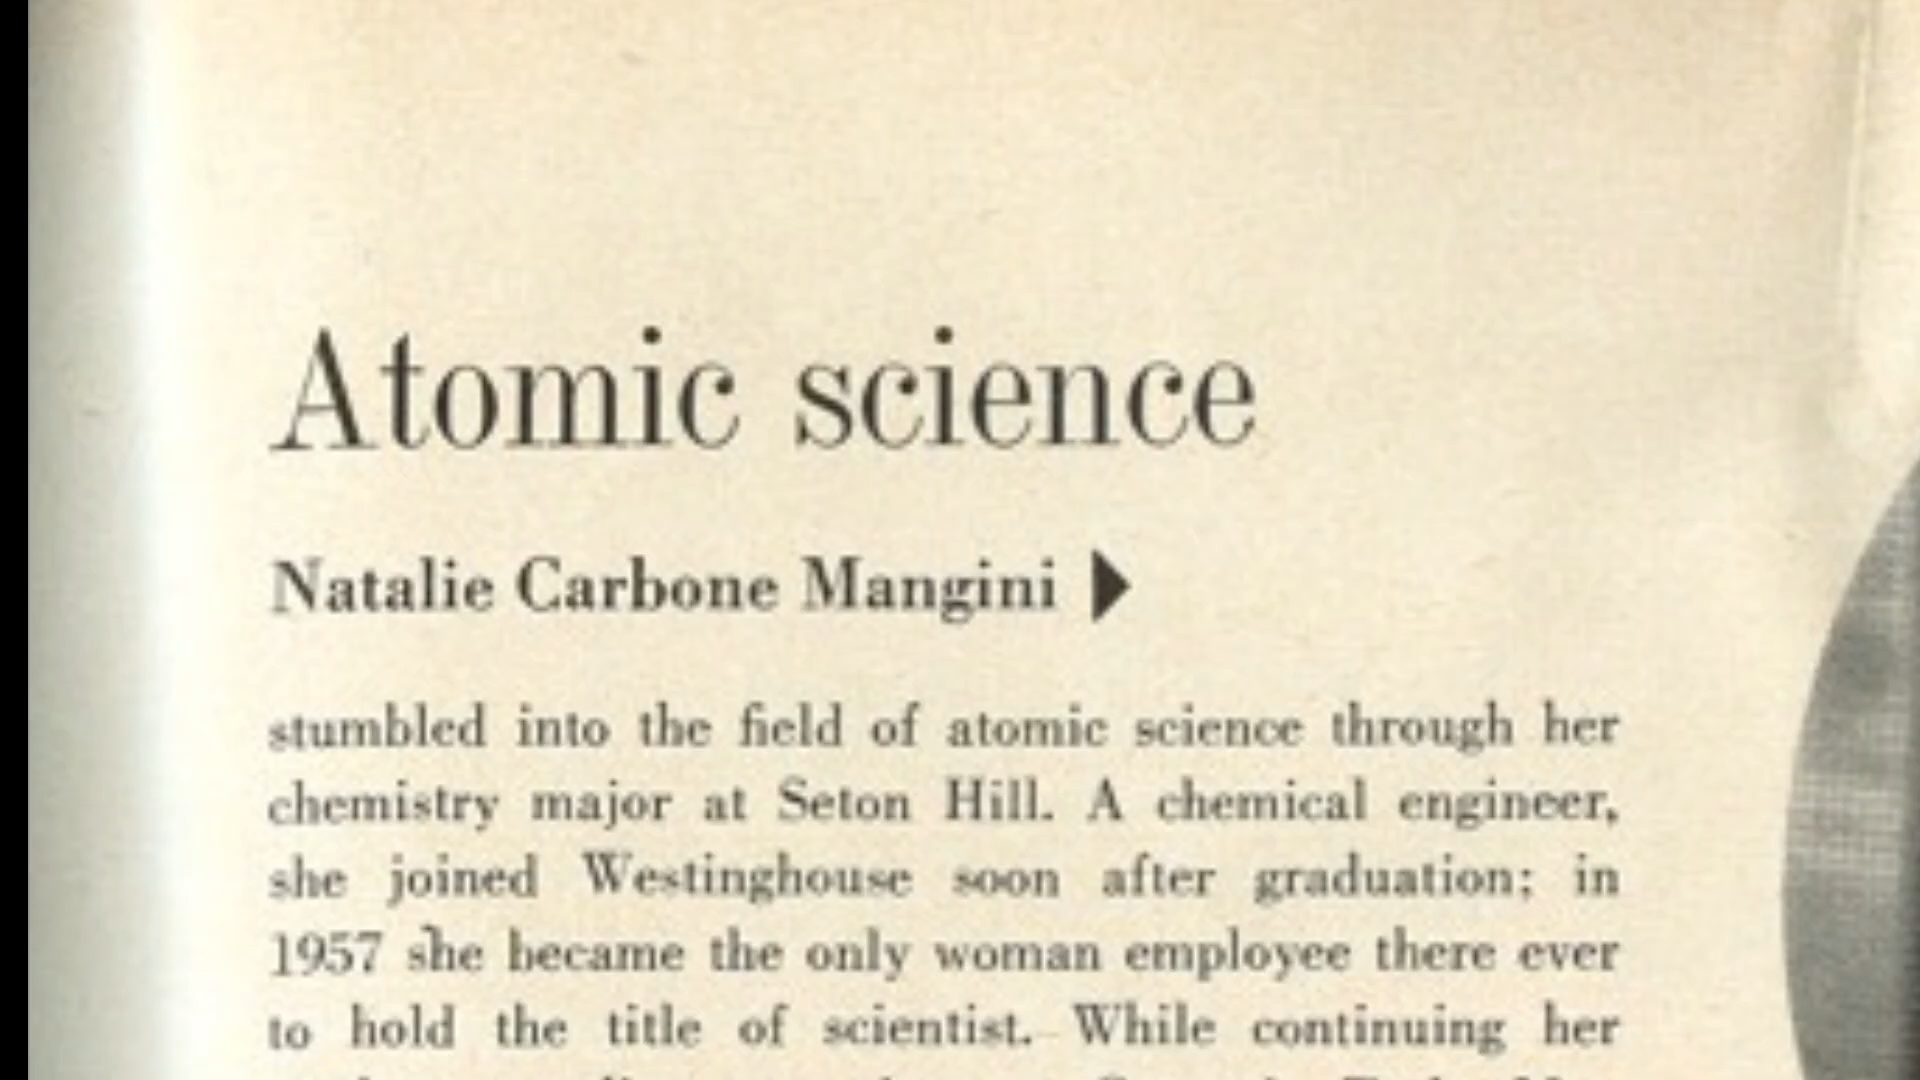 Atomic science
Natalie Carbone Mangini
stumbled into the field of atomic science through her
chemistry major at Seton Hill. A chemical engineer,
she joined Westinghouse soon after graduation; in
1957 she became the only woman employee there ever
to hold the title of scientist. While continuing her